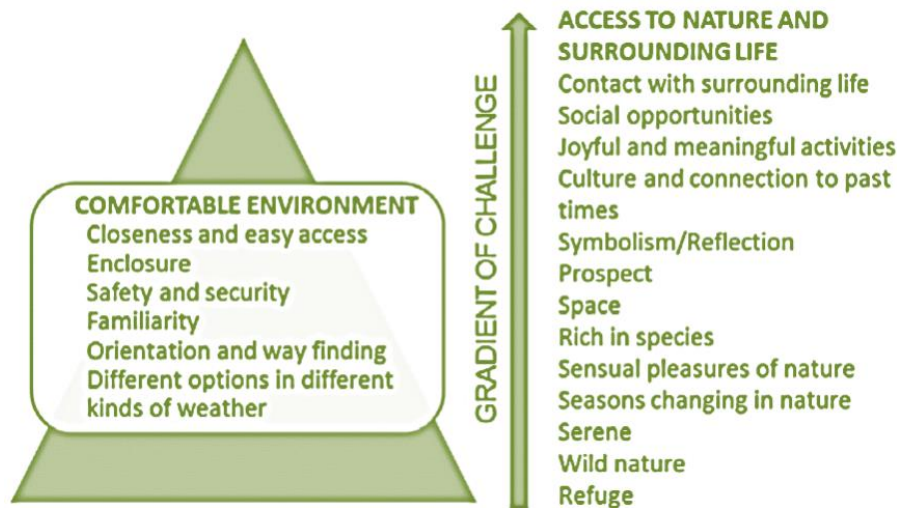 COMFORTABLE ENVIRONMENT
Closeness and easy access
Enclosure
Safety and security
Familiarity
Orientation and way finding
Different options in different
kinds of weather
GRADIENT OF CHALLENGE
ACCESS TO NATURE AND
SURROUNDING LIFE
Contact with surrounding life
Social opportunities
Joyful and meaningful activities
Culture and connection to past
times
Symbolism/Reflection
Prospect
Space
Rich in species
Sensual pleasures of nature
Seasons changing in nature
Serene
Wild nature
Refuge